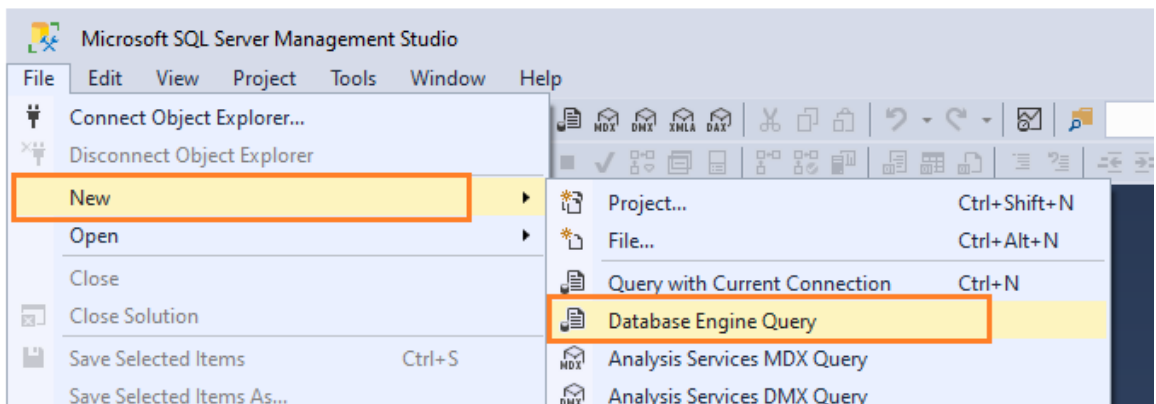 Microsoft SQL Server Management Studio
File Edit View Project Tools Window Help
Connect Object Explorer...
MDX DMX XMLA DAX
Disconnect Object Explorer
New
Project... Ctrl+Shift+N
Open
File... Ctrl+Alt+N
Close
Query with Current Connection Ctrl+N
Close Solution
Database Engine Query
Save Selected Items Ctrl+S
MDX Analysis Services MDX Query
Save Selected Items As...
DMX Analysis Services DMX Query